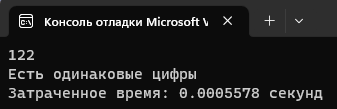 Консоль отладки Microsoft V
122
Есть одинаковые цифры
Затраченное время: 0.0005578 секунд